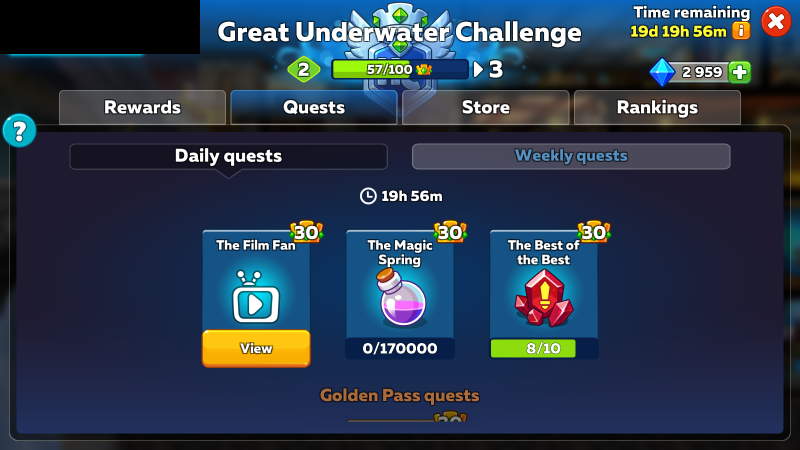 Great Underwater Challenge
Time remaining
19d 19h 56m
2
57/100
3
2 959
Rewards
Quests
Store
Rankings
?
Daily quests
Weekly quests
19h 56m
30
30
30
The Film Fan
The Magic
Spring
The Best of
the Best
View
0/170000
8/10
Golden Pass quests